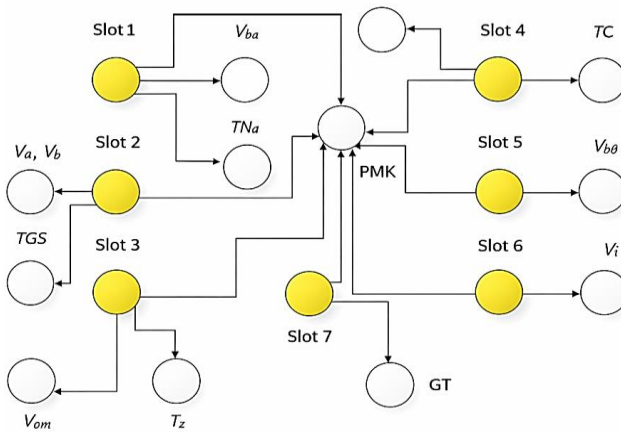 Slot 1
V_ba
Slot 4
TC
Slot 2
TN_a
Slot 5
V_a, V_b
PMK
V_bθ
TGS
Slot 3
Slot 6
V_i
Slot 7
GT
V_om
T_z